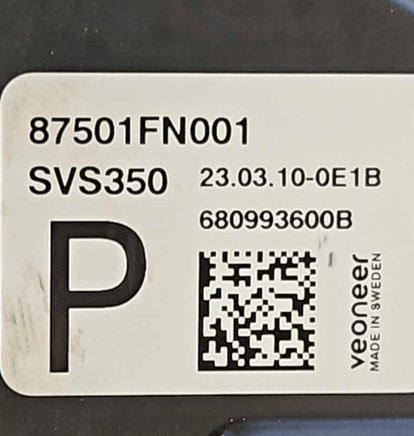 87501FN001
SVS350 23.03.10-0E1B
680993600B
P
veoneer
MADE IN SWEDEN